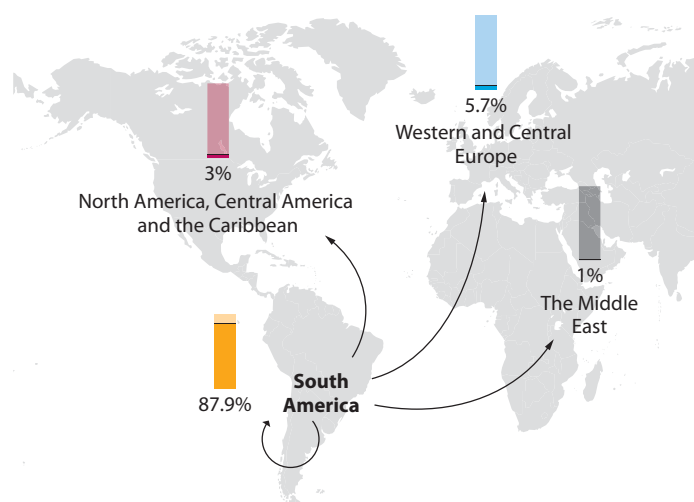 5.7%
Western and Central
Europe
3%
North America, Central America
and the Caribbean
1%
The Middle
East
87.9%
South
America